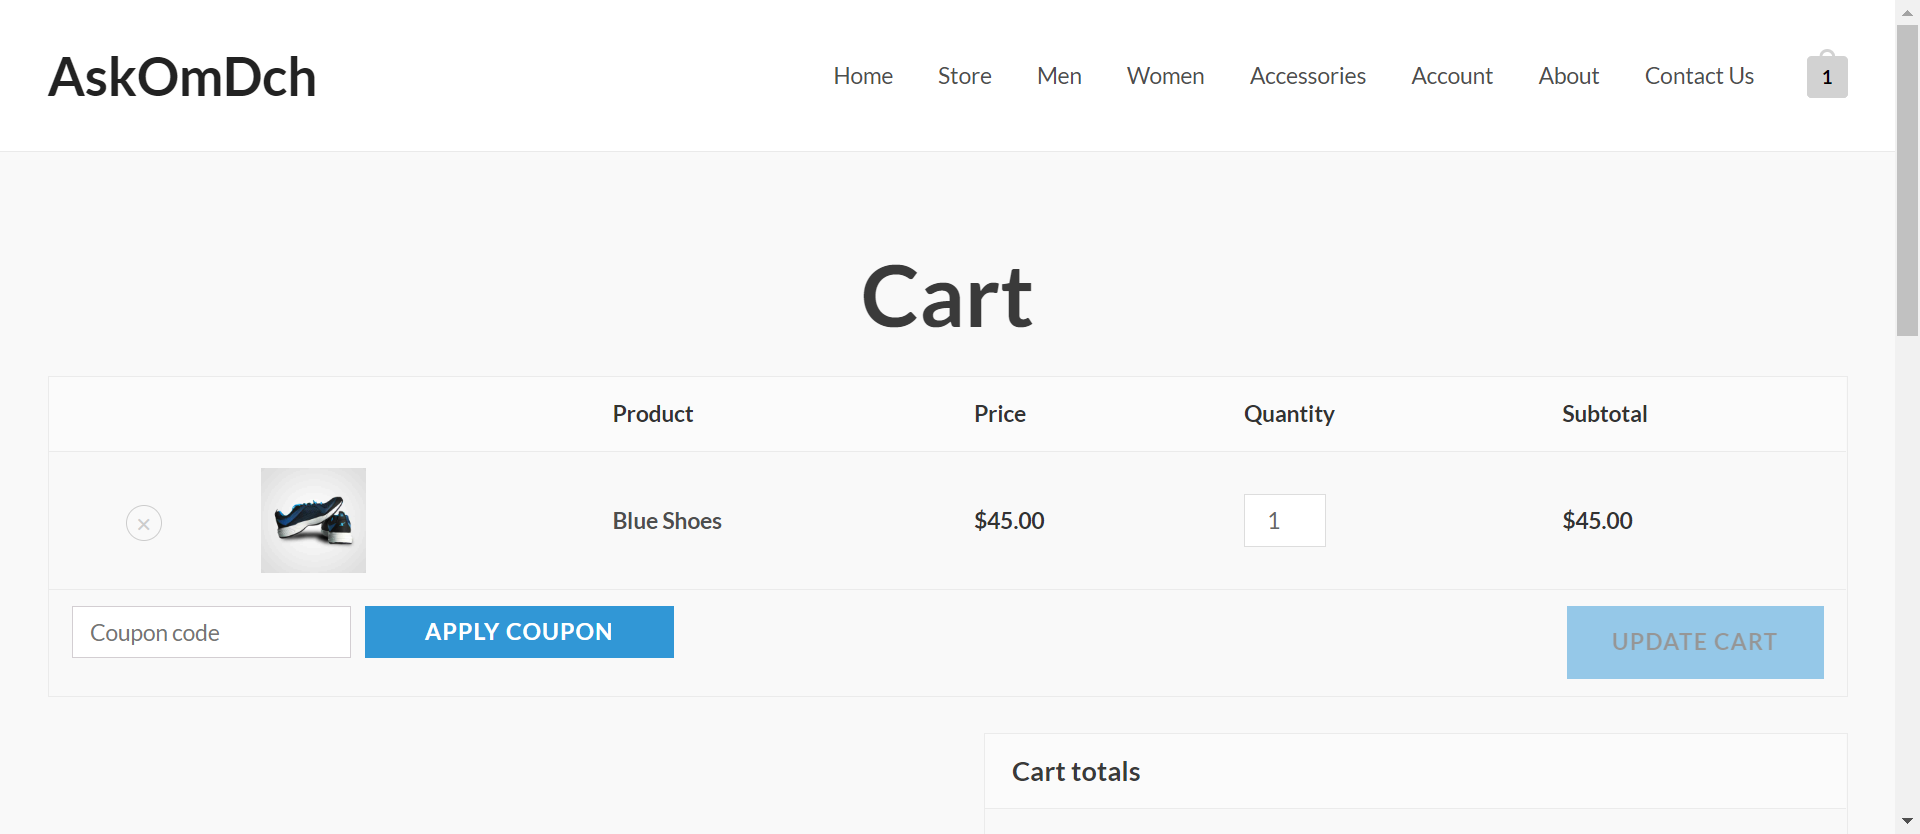 AskOmDch
Home Store Men Women Accessories Account About Contact Us 1
Cart
Product Price Quantity Subtotal
× Blue Shoes $45.00 1 $45.00
Coupon code APPLY COUPON UPDATE CART
Cart totals